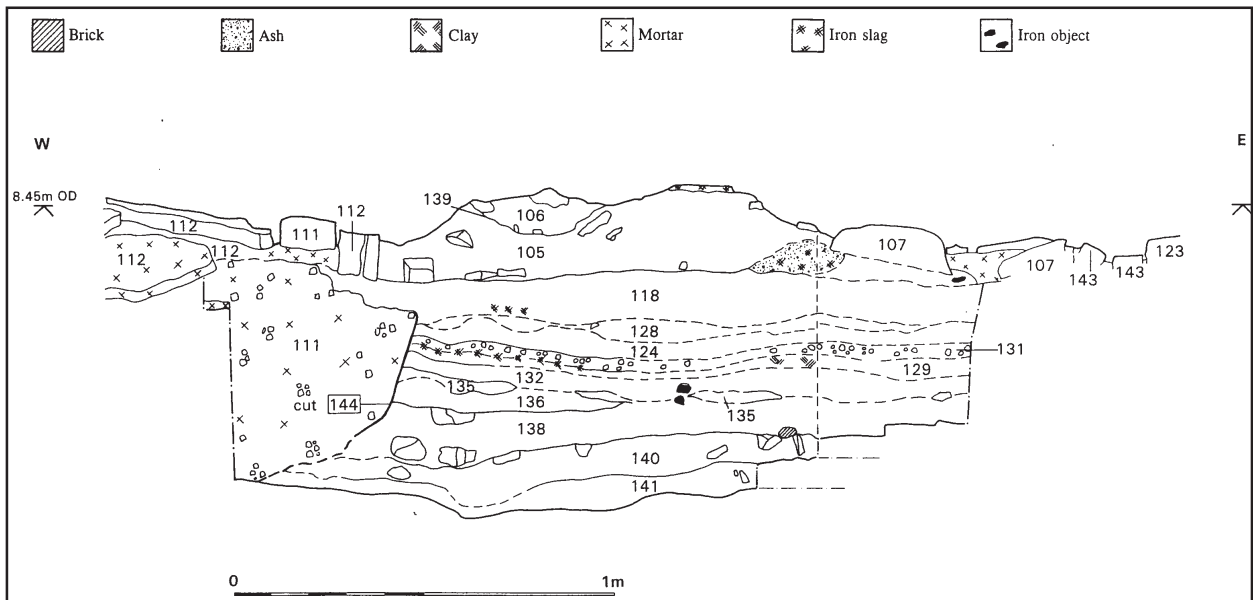 Brick Ash Clay Mortar Iron slag Iron object
W E
8.45m OD
139 106
112 112 111 112
105 107 123
112 107 143 143
118
128
111 124 131
132 129
135
cut 144 136 135
138
140
141
0 1m